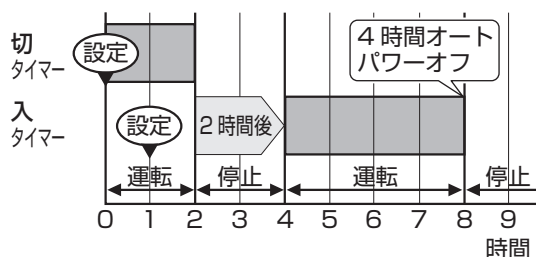 切
タイマー
設定
4時間オート
パワーオフ
入
タイマー
設定
2時間後
運転
停止
運転
停止
0 1 2 3 4 5 6 7 8 9
時間